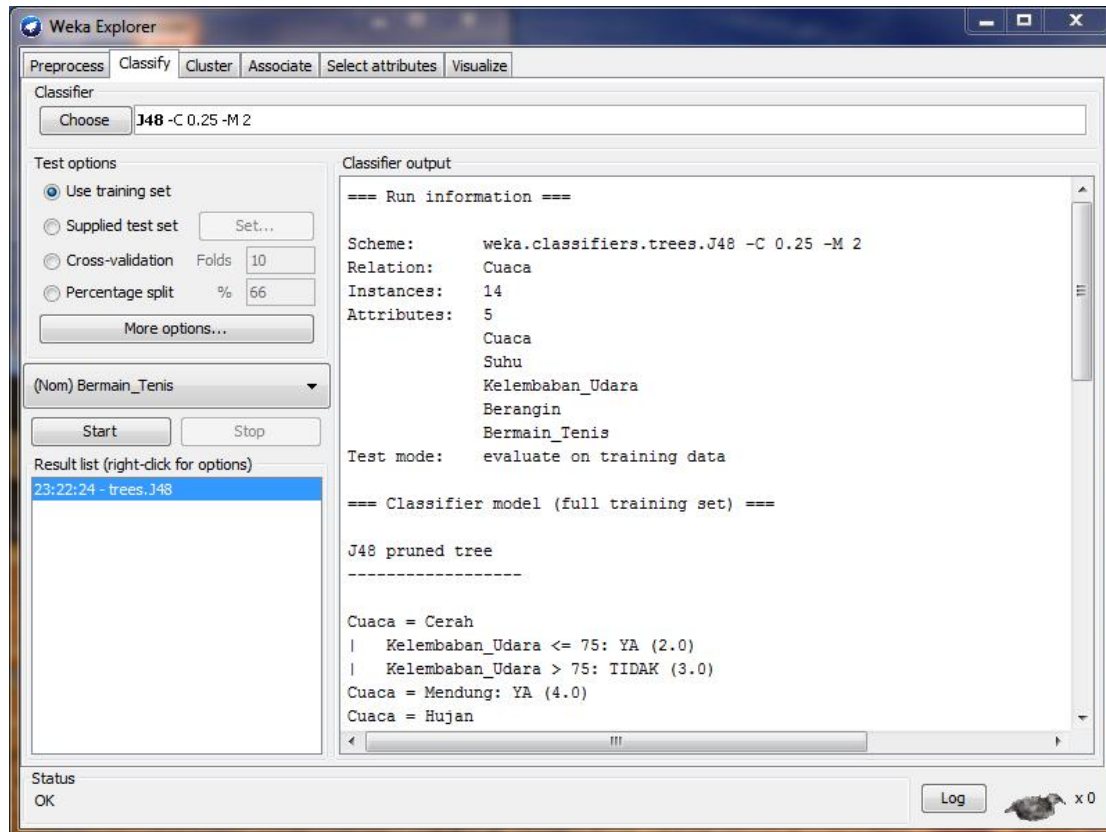 Weka Explorer
Preprocess Classify Cluster Associate Select attributes Visualize
Classifier
Choose J48 -C 0.25 -M 2
Test options
Use training set
Supplied test set Set...
Cross-validation Folds 10
Percentage split % 66
More options...
(Nom) Bermain_Tenis
Start Stop
Result list (right-click for options)
23:22:24 - trees.J48
Classifier output
=== Run information ===
Scheme: weka.classifiers.trees.J48 -C 0.25 -M 2
Relation: Cuaca
Instances: 14
Attributes: 5
Cuaca
Suhu
Kelembaban_Udara
Berangin
Bermain_Tenis
Test mode: evaluate on training data
=== Classifier model (full training set) ===
J48 pruned tree
------------------
Cuaca = Cerah
| Kelembaban_Udara <= 75: YA (2.0)
| Kelembaban_Udara > 75: TIDAK (3.0)
Cuaca = Mendung: YA (4.0)
Cuaca = Hujan
Status
OK
Log x 0